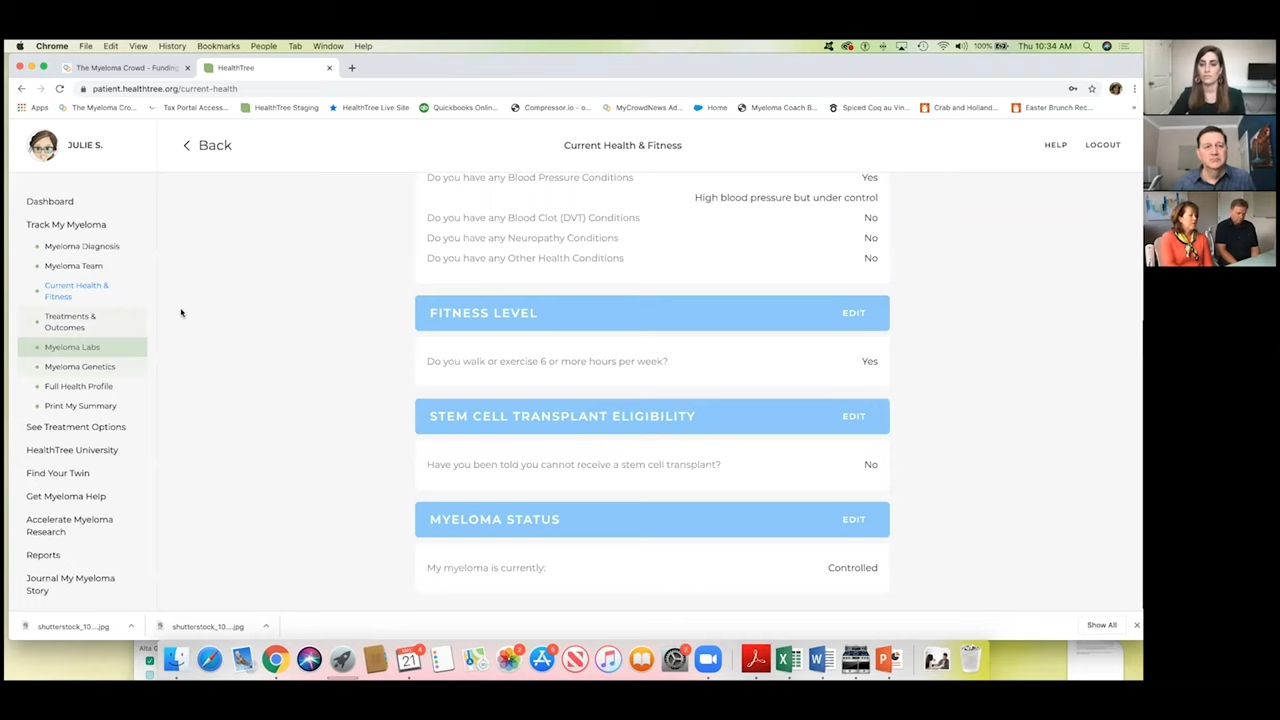 Chrome File Edit View History Bookmarks People Tab Window Help 100% Thu 10:34 AM
The Myeloma Crowd - Funding HealthTree
patient.healthtree.org/current-health
Apps The Myeloma Cro... Tax Portal Access... HealthTree Staging HealthTree Live Site Quickbooks Onlin... Compressor.io - o... MyCrowdNews Ad... Home Myeloma Coach B... Spiced Coq au Vin... Crab and Holland... Easter Brunch Rec...
JULIE S.
Back
Current Health & Fitness
HELP LOGOUT
Dashboard
Track My Myeloma
Myeloma Diagnosis
Myeloma Team
Current Health &
Fitness
Treatments &
Outcomes
Myeloma Labs
Myeloma Genetics
Full Health Profile
Print My Summary
See Treatment Options
HealthTree University
Find Your Twin
Get Myeloma Help
Accelerate Myeloma
Research
Reports
Journal My Myeloma
Story
Do you have any Blood Pressure Conditions Yes
High blood pressure but under control
Do you have any Blood Clot (DVT) Conditions No
Do you have any Neuropathy Conditions No
Do you have any Other Health Conditions No
FITNESS LEVEL EDIT
Do you walk or exercise 6 or more hours per week? Yes
STEM CELL TRANSPLANT ELIGIBILITY EDIT
Have you been told you cannot receive a stem cell transplant? No
MYELOMA STATUS EDIT
My myeloma is currently: Controlled
shutterstock_10....jpg shutterstock_10....jpg Show All
Alta G
21